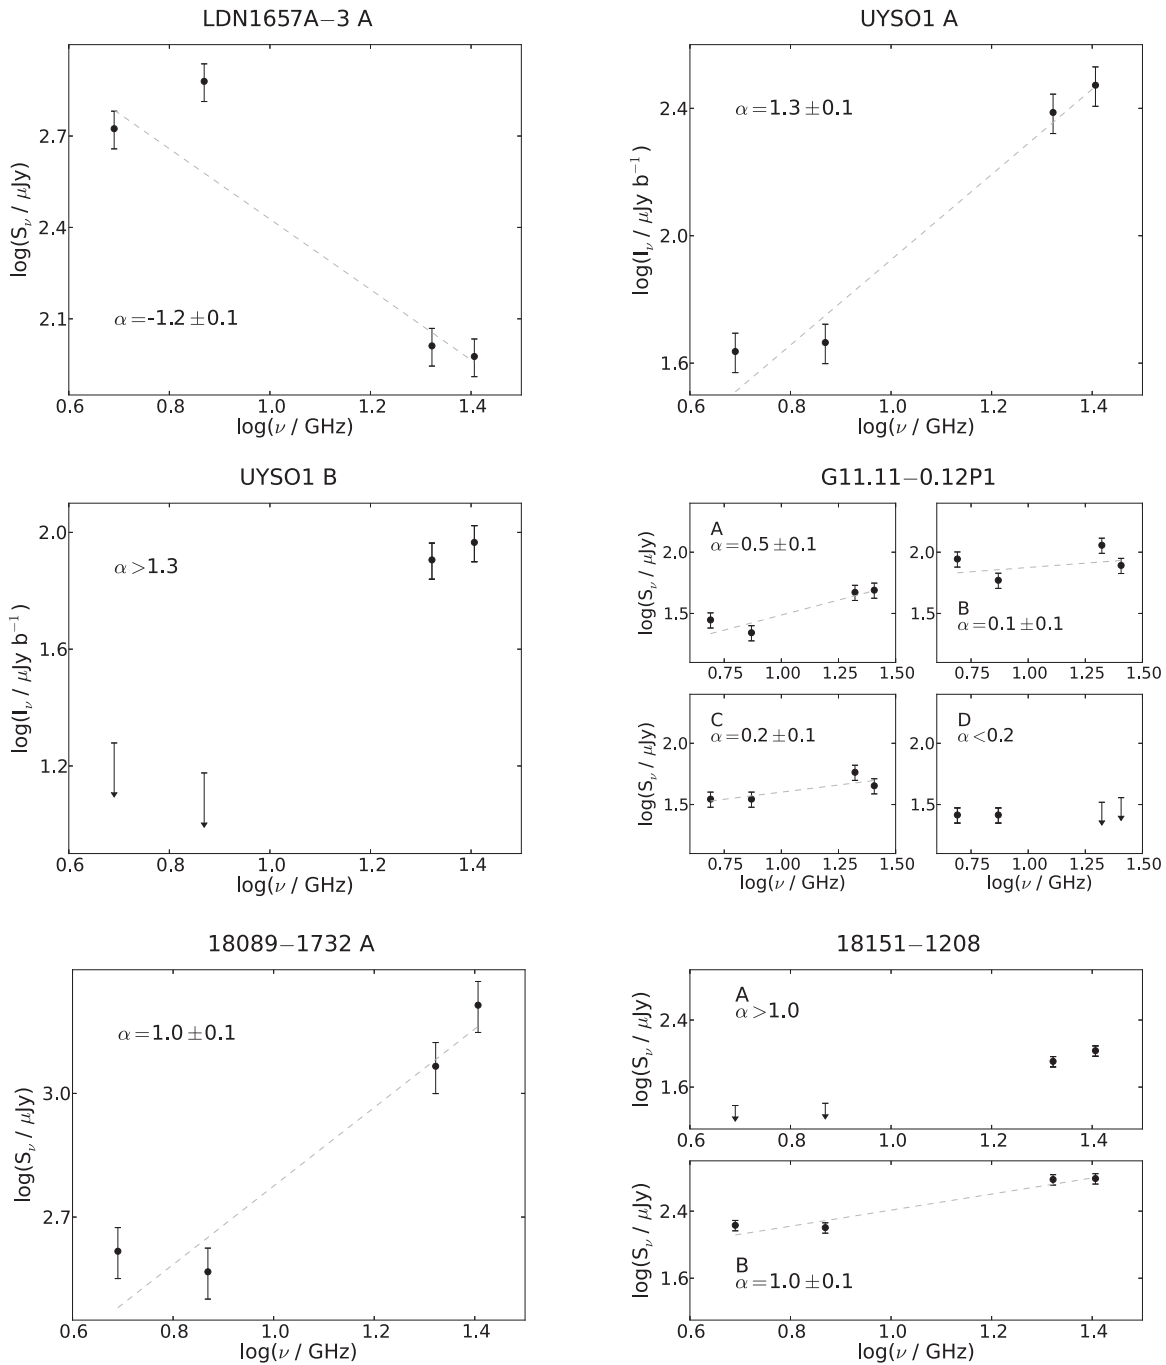 LDN1657A−3 A
log(S_ν / μJy)
2.7
2.4
2.1
α=-1.2±0.1
0.6 0.8 1.0 1.2 1.4
log(ν / GHz)
UYSO1 A
log(I_ν / μJy b⁻¹)
2.4
2.0
1.6
α=1.3±0.1
0.6 0.8 1.0 1.2 1.4
log(ν / GHz)
UYSO1 B
log(I_ν / μJy b⁻¹)
2.0
1.6
1.2
α>1.3
0.6 0.8 1.0 1.2 1.4
log(ν / GHz)
G11.11−0.12P1
log(S_ν / μJy)
2.0
1.5
A
α=0.5±0.1
0.75 1.00 1.25 1.50
2.0
1.5
B
α=0.1±0.1
0.75 1.00 1.25 1.50
log(S_ν / μJy)
2.0
1.5
C
α=0.2±0.1
0.75 1.00 1.25 1.50
log(ν / GHz)
2.0
1.5
D
α<0.2
0.75 1.00 1.25 1.50
log(ν / GHz)
18089−1732 A
log(S_ν / μJy)
3.0
2.7
α=1.0±0.1
0.6 0.8 1.0 1.2 1.4
log(ν / GHz)
18151−1208
log(S_ν / μJy)
2.4
1.6
A
α>1.0
0.6 0.8 1.0 1.2 1.4
log(S_ν / μJy)
2.4
1.6
B
α=1.0±0.1
0.6 0.8 1.0 1.2 1.4
log(ν / GHz)